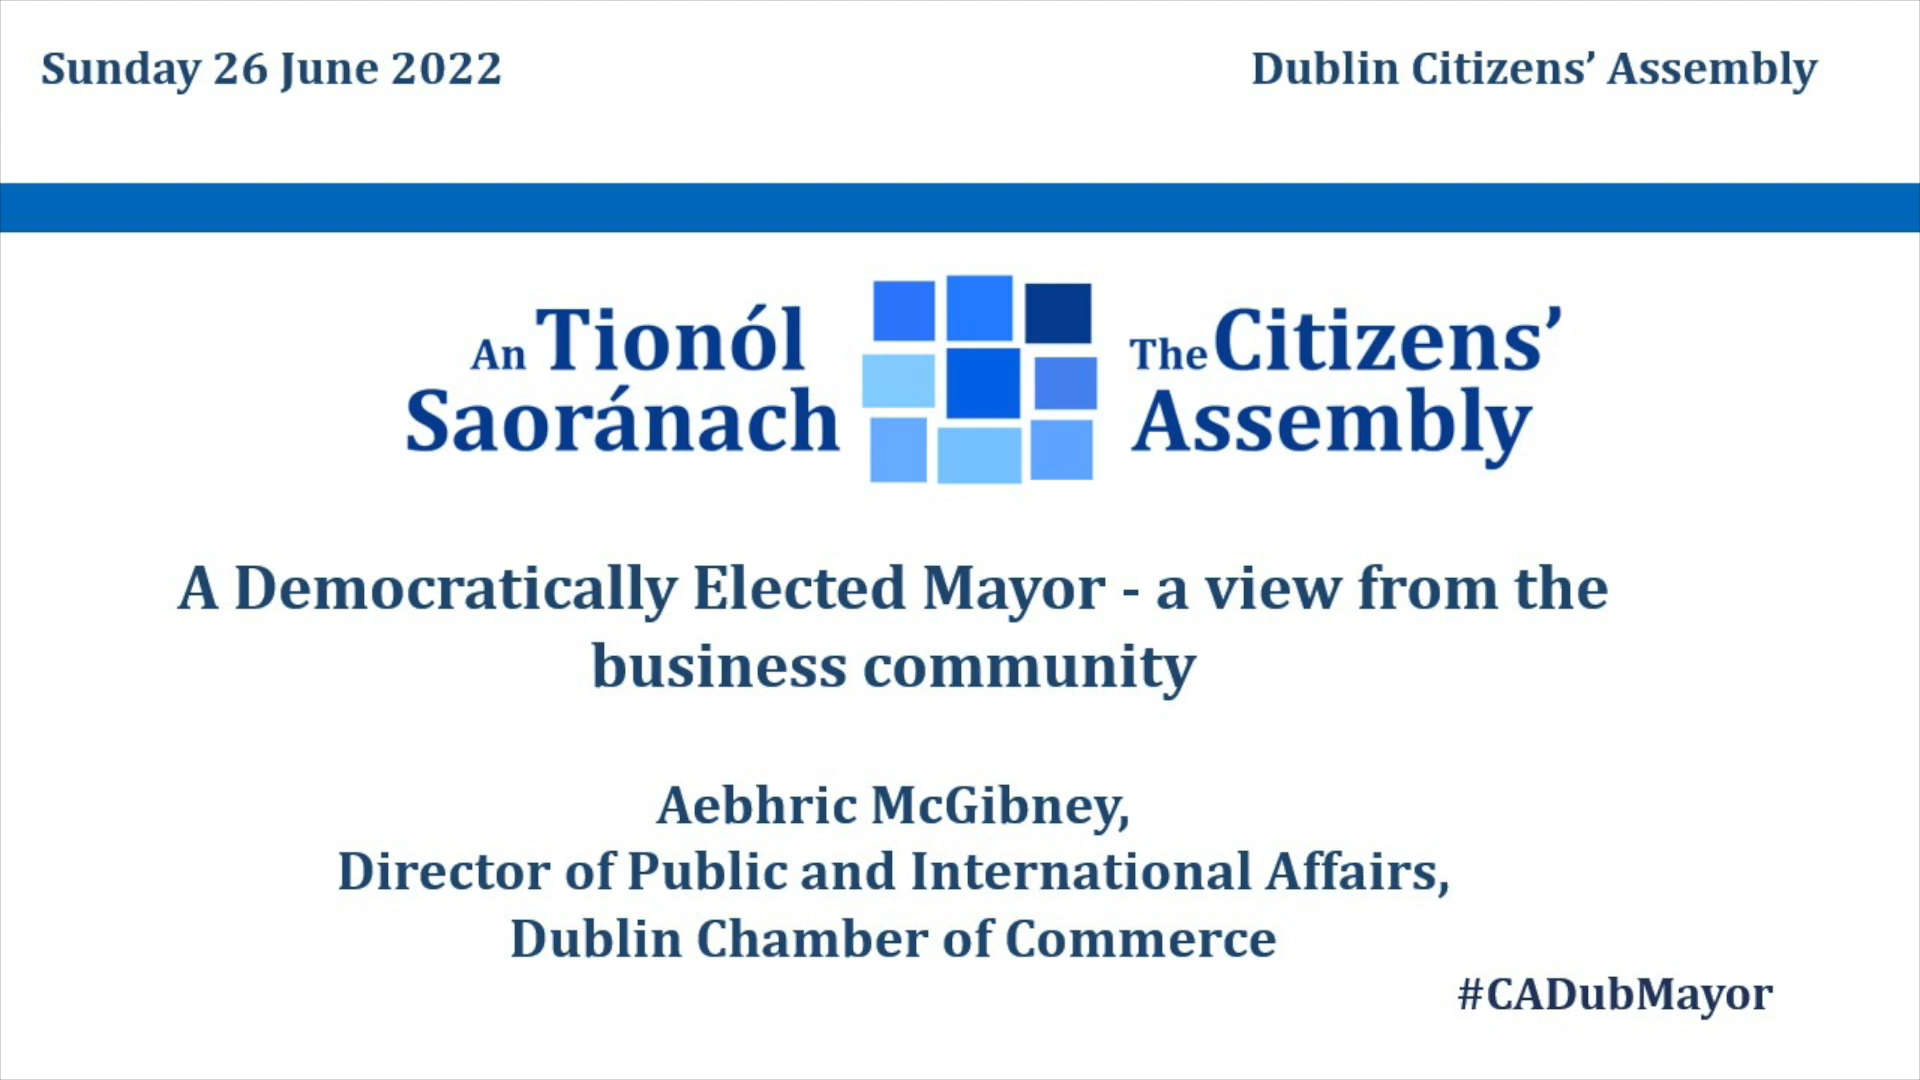 Sunday 26 June 2022
Dublin Citizens’ Assembly
An Tionól
Saoránach
The Citizens’
Assembly
A Democratically Elected Mayor - a view from the
business community
Aebhric McGibney,
Director of Public and International Affairs,
Dublin Chamber of Commerce
#CADubMayor